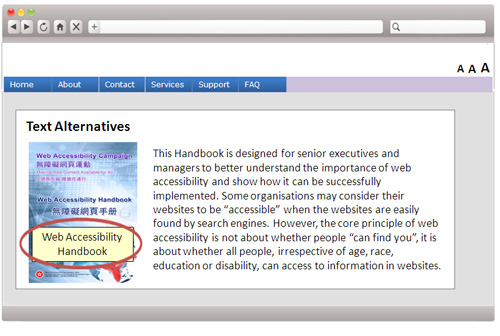 A A A
Home About Contact Services Support FAQ
Text Alternatives
Web Accessibility Campaign
無障礙網頁運動
Web Accessibility Handbook
無障礙網頁手冊
Web Accessibility
Handbook
This Handbook is designed for senior executives and
managers to better understand the importance of web
accessibility and show how it can be successfully
implemented. Some organisations may consider their
websites to be “accessible” when the websites are easily
found by search engines. However, the core principle of web
accessibility is not about whether people “can find you”, it is
about whether all people, irrespective of age, race,
education or disability, can access to information in websites.